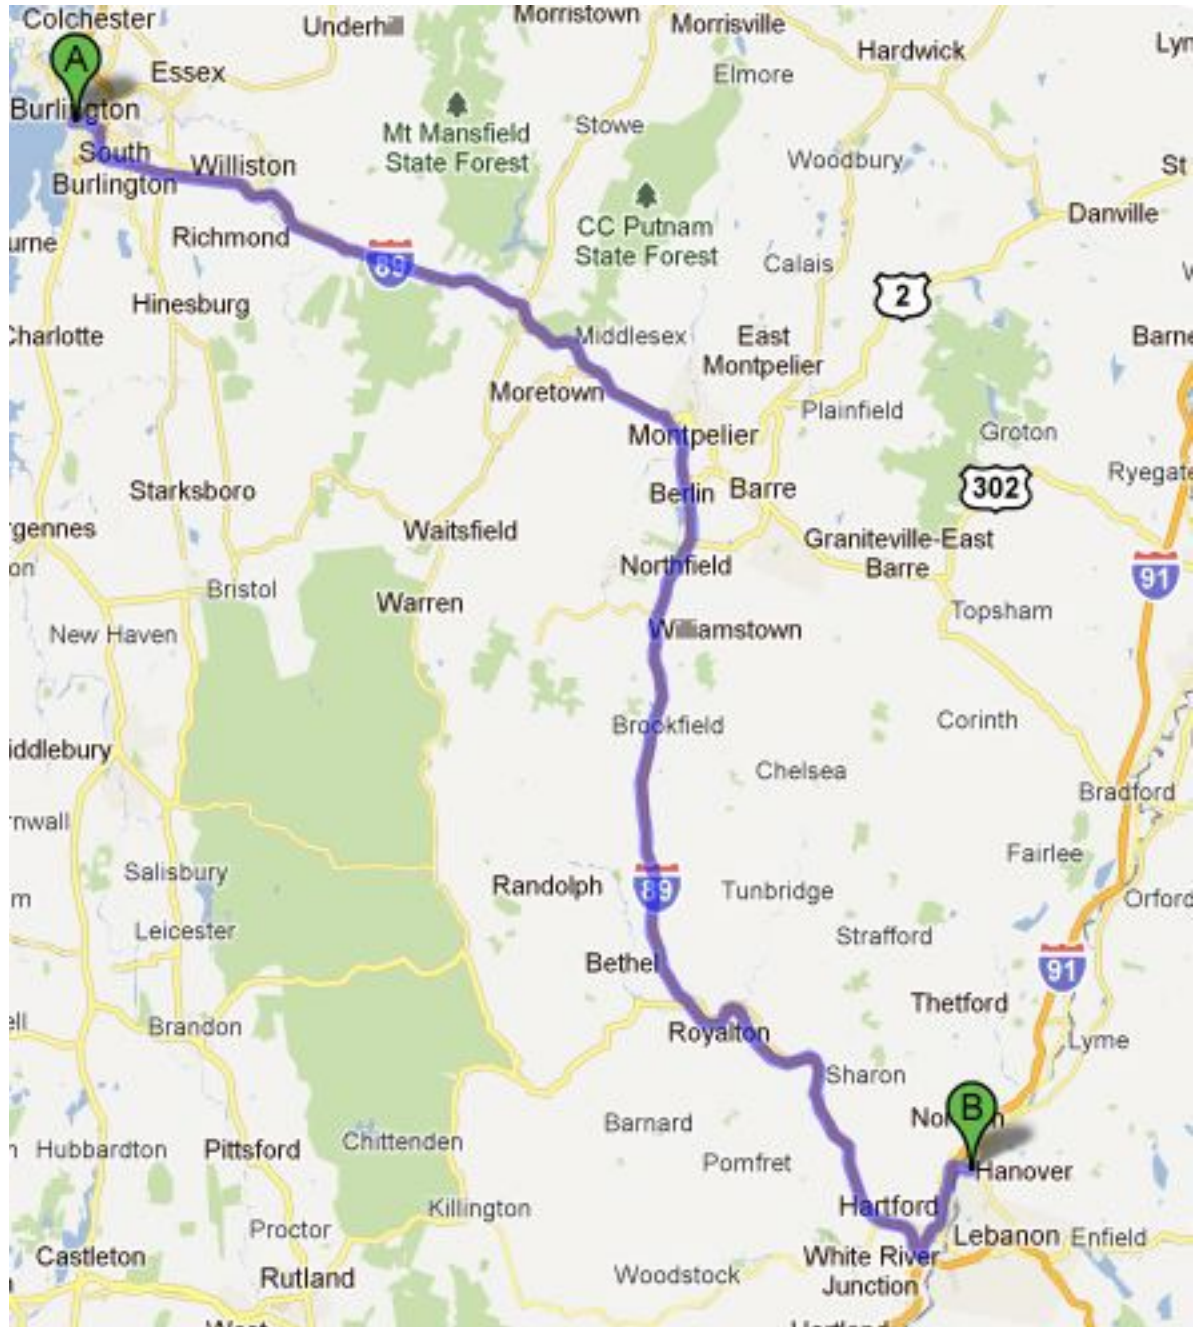 Colchester
Underhill
Morristown
Morrisville
Hardwick
A
Essex
Elmore
Burlington
Mt Mansfield
State Forest
Stowe
South
Burlington
Williston
Woodbury
St
Richmond
CC Putnam
State Forest
Danville
89
Calais
2
Hinesburg
Charlotte
Middlesex
East
Montpelier
Moretown
Plainfield
Montpelier
Groton
Starksboro
Berlin
Barre
302
Waitsfield
Graniteville-East
Barre
Northfield
91
Bristol
Warren
Topsham
New Haven
Williamstown
Brookfield
Corinth
Chelsea
Bradford
Fairlee
Salisbury
Randolph
89
Tunbridge
Orford
Leicester
Strafford
Bethel
91
Thetford
Brandon
Royalton
Lyme
Sharon
B
Barnard
Hubbardton
Pittsford
Chittenden
Pomfret
Hanover
Killington
Hartford
Proctor
Lebanon
Enfield
Castleton
White River
Junction
Rutland
Woodstock
West
Hartland